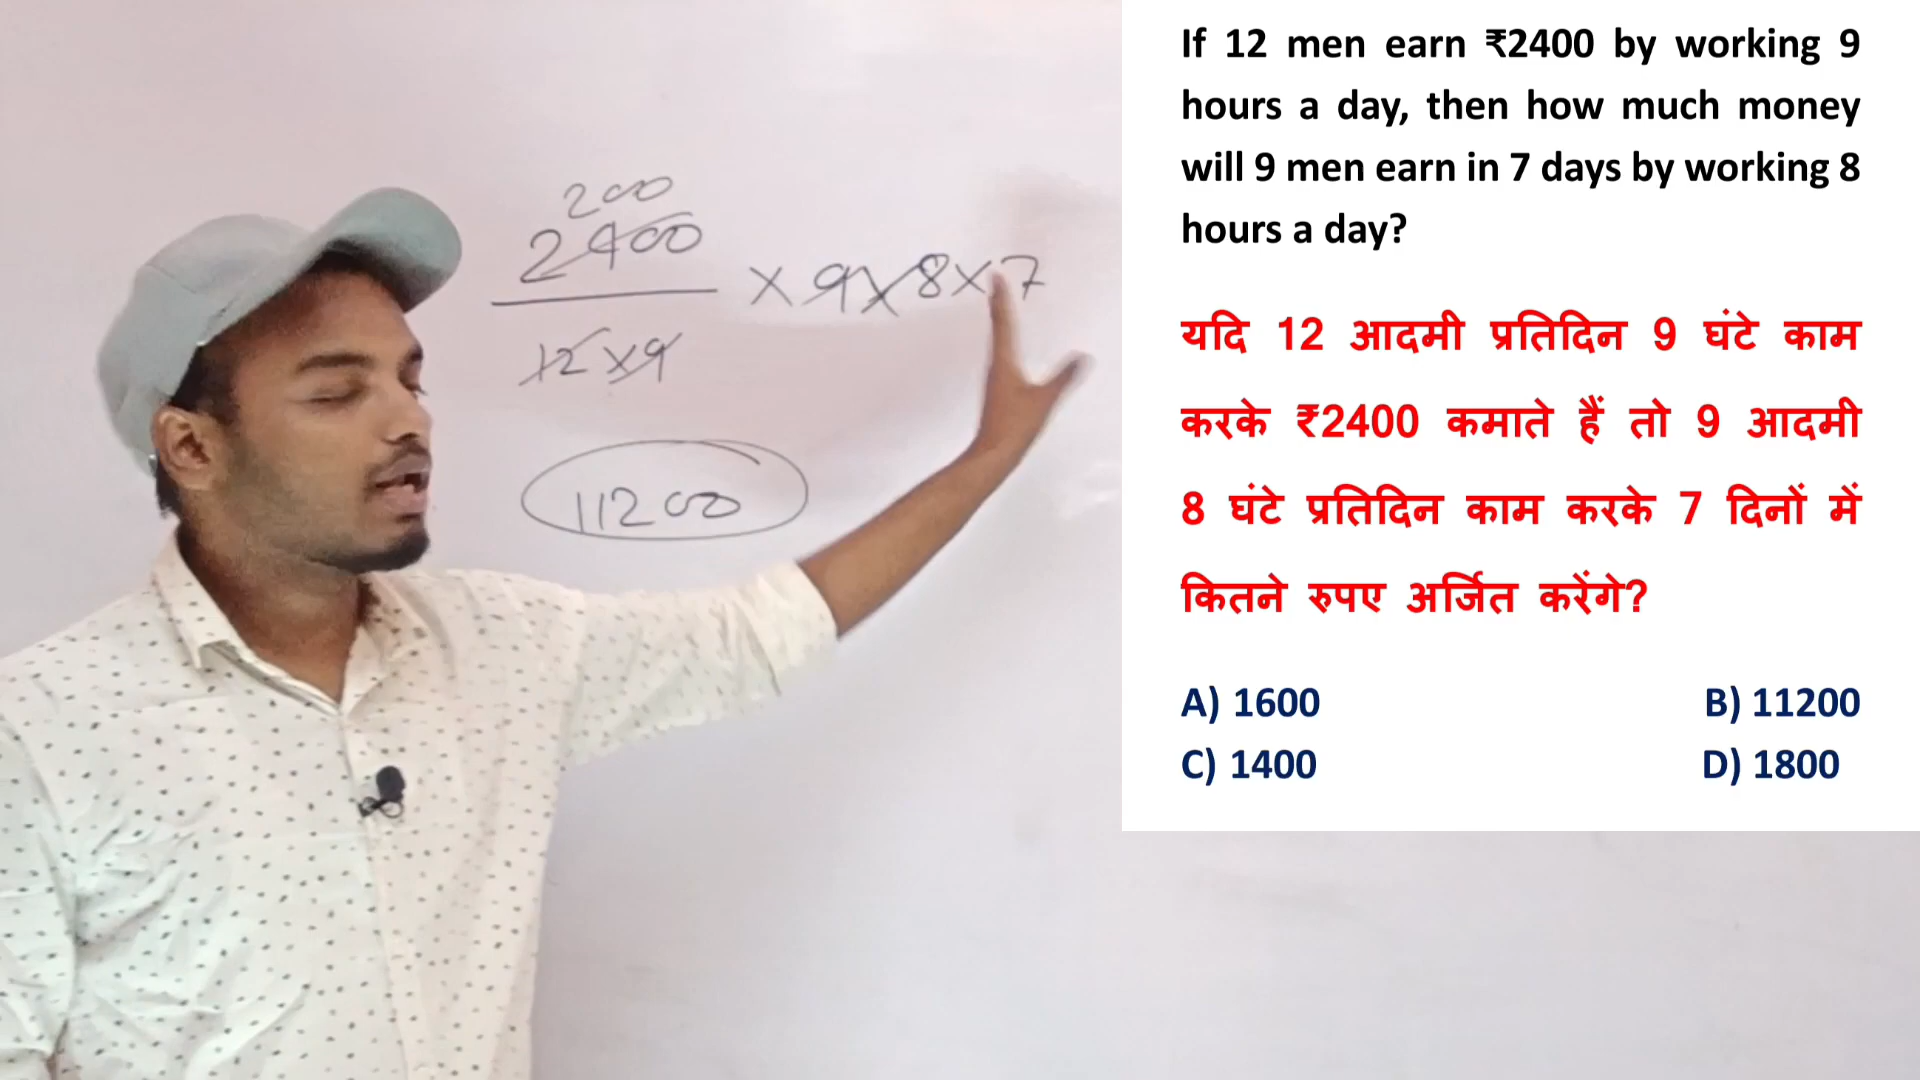 200
2400
× 9 × 8 × 7
12 × 9
11200
If 12 men earn ₹2400 by working 9
hours a day, then how much money
will 9 men earn in 7 days by working 8
hours a day?
यदि 12 आदमी प्रतिदिन 9 घंटे काम
करके ₹2400 कमाते हैं तो 9 आदमी
8 घंटे प्रतिदिन काम करके 7 दिनों में
कितने रुपए अर्जित करेंगे?
A) 1600 B) 11200
C) 1400 D) 1800